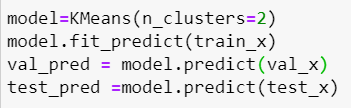 model=KMeans(n_clusters=2)
model.fit_predict(train_x)
val_pred = model.predict(val_x)
test_pred =model.predict(test_x)